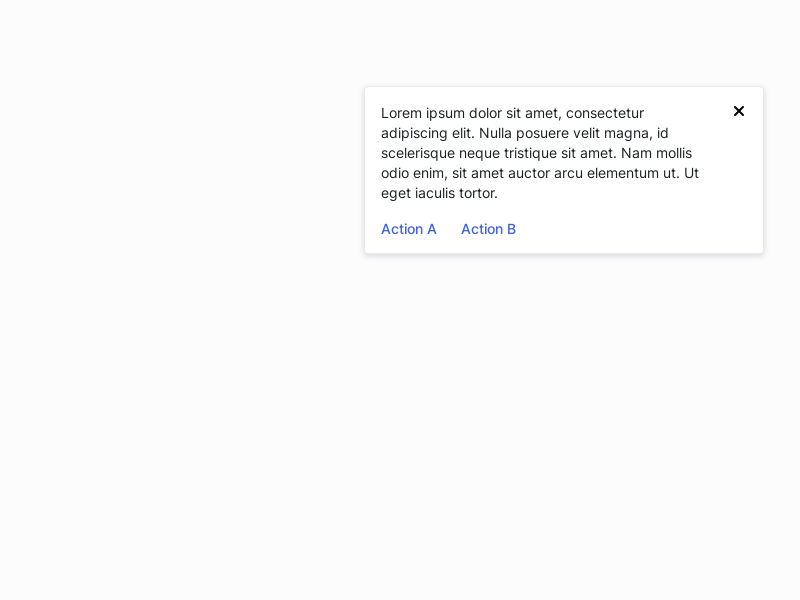 Lorem ipsum dolor sit amet, consectetur
adipiscing elit. Nulla posuere velit magna, id
scelerisque neque tristique sit amet. Nam mollis
odio enim, sit amet auctor arcu elementum ut. Ut
eget iaculis tortor.
Action A Action B